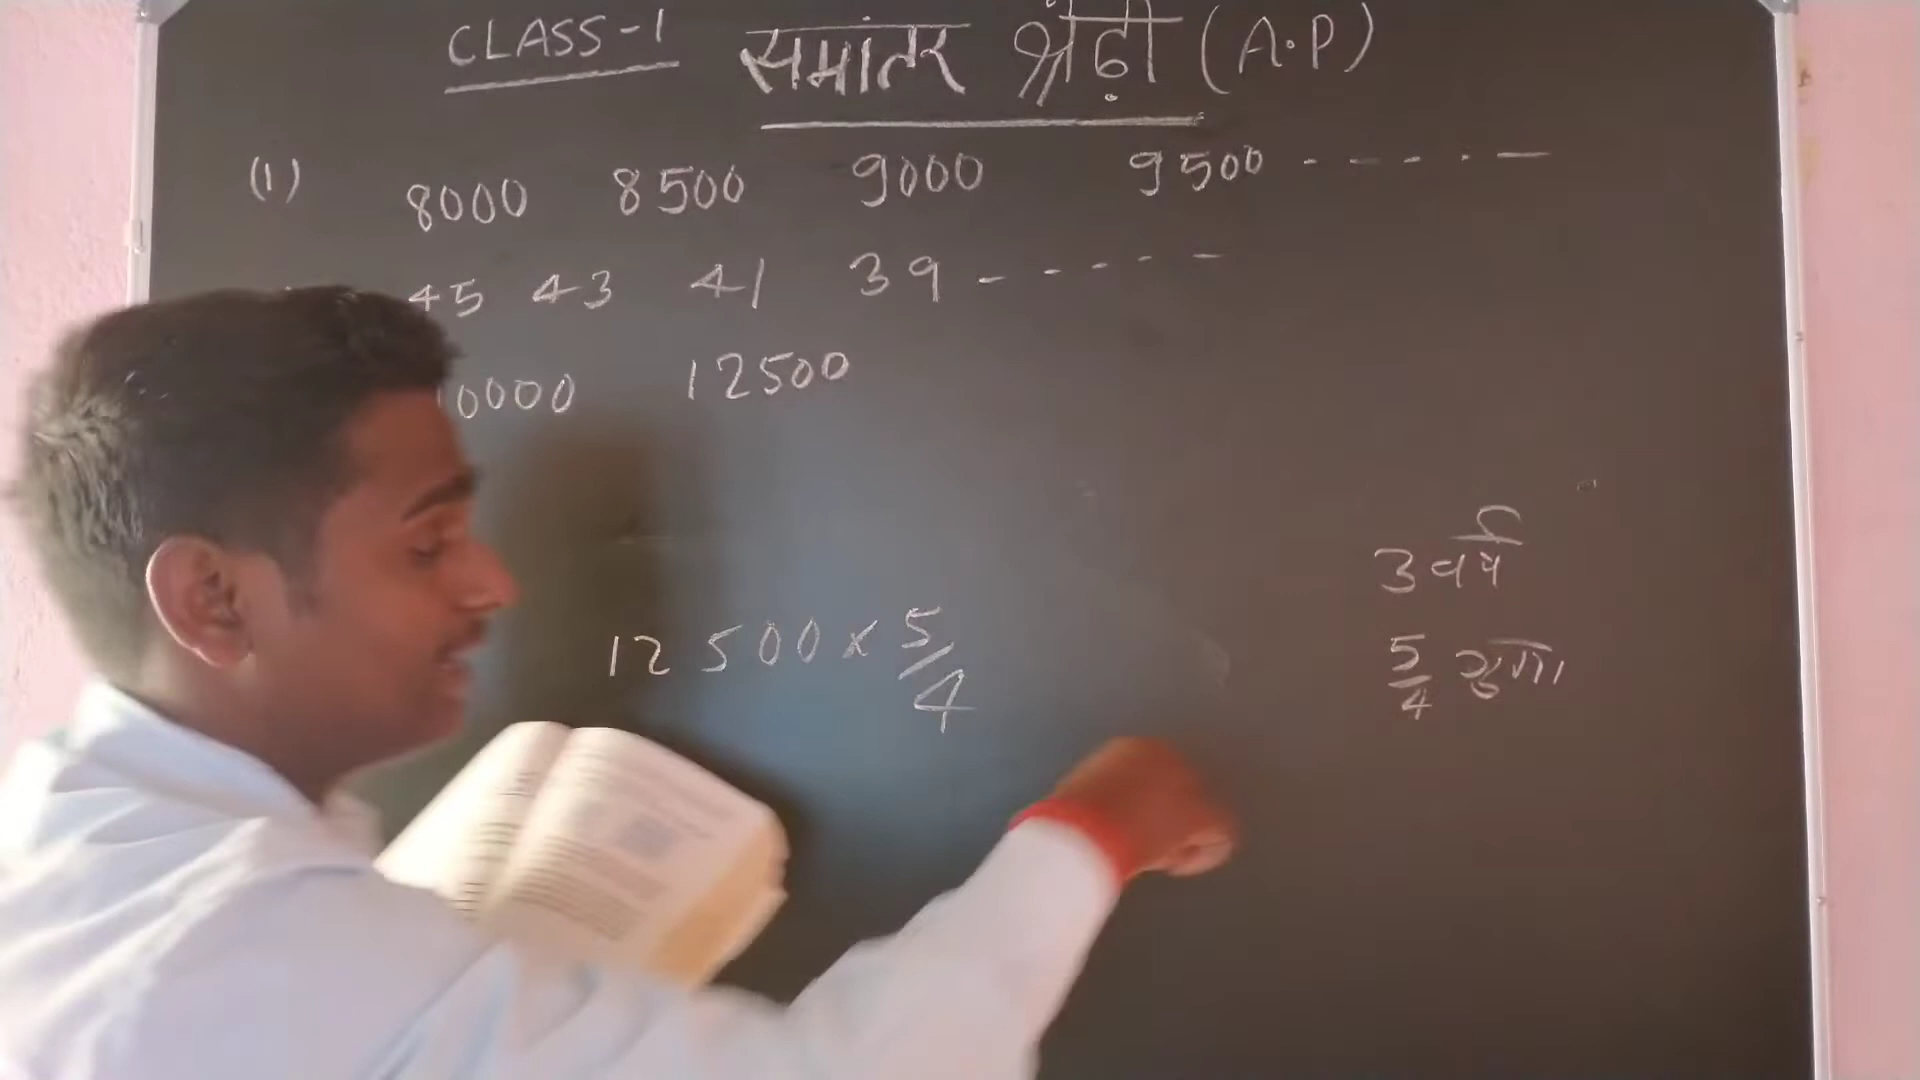 CLASS-1 समांतर श्रेढ़ी (A.P)
(1) 8000 8500 9000 9500 - - - - -
45 43 41 39 - - - - -
10000 12500
3 वर्ष
12500 × 5/4
5/4 गुना